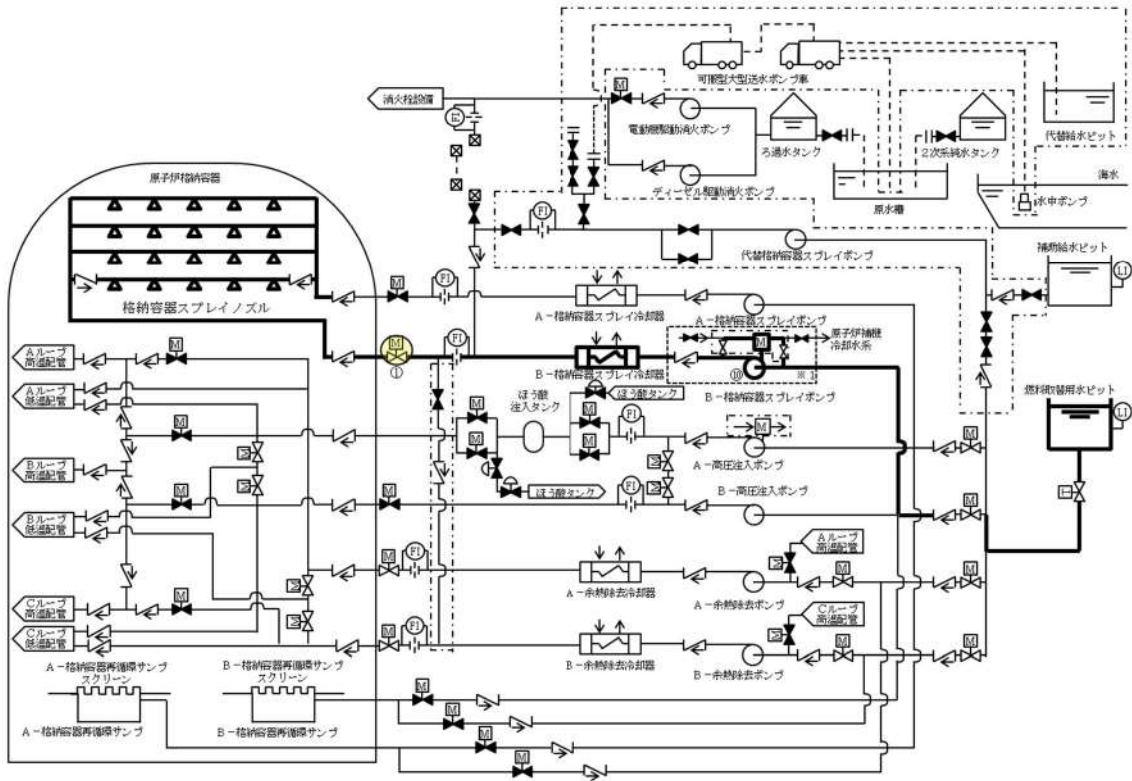 可搬型大型送水ポンプ車
消火栓設備
FI
M
電動機駆動消火ポンプ
ろ過水タンク
2次系純水タンク
代替給水ピット
ディーゼル駆動消火ポンプ
原水槽
海水
水中ポンプ
原子炉格納容器
FI
代替格納容器スプレイポンプ
補助給水ピット
LI
格納容器スプレイノズル
M
FI
A-格納容器スプレイ冷却器
A-格納容器スプレイポンプ
原子炉補機
冷却水系
M
①
FI
B-格納容器スプレイ冷却器
M
⑩
※1
B-格納容器スプレイポンプ
Aループ
高温配管
M
Aループ
低温配管
ほう酸
注入タンク
ほう酸タンク
燃料取替用水ピット
LI
M
M
M
M
M
FI
M
M
A-高圧注入ポンプ
M
Bループ
高温配管
M
M
M
ほう酸タンク
M
M
FI
M
B-高圧注入ポンプ
Bループ
低温配管
M
Aループ
高温配管
M
M
FI
M
M
M
A-余熱除去冷却器
A-余熱除去ポンプ
Cループ
高温配管
M
M
Cループ
高温配管
Cループ
低温配管
M
FI
M
M
M
B-余熱除去冷却器
B-余熱除去ポンプ
A-格納容器再循環サンプ
スクリーン
B-格納容器再循環サンプ
スクリーン
M
M
A-格納容器再循環サンプ
B-格納容器再循環サンプ
M
M